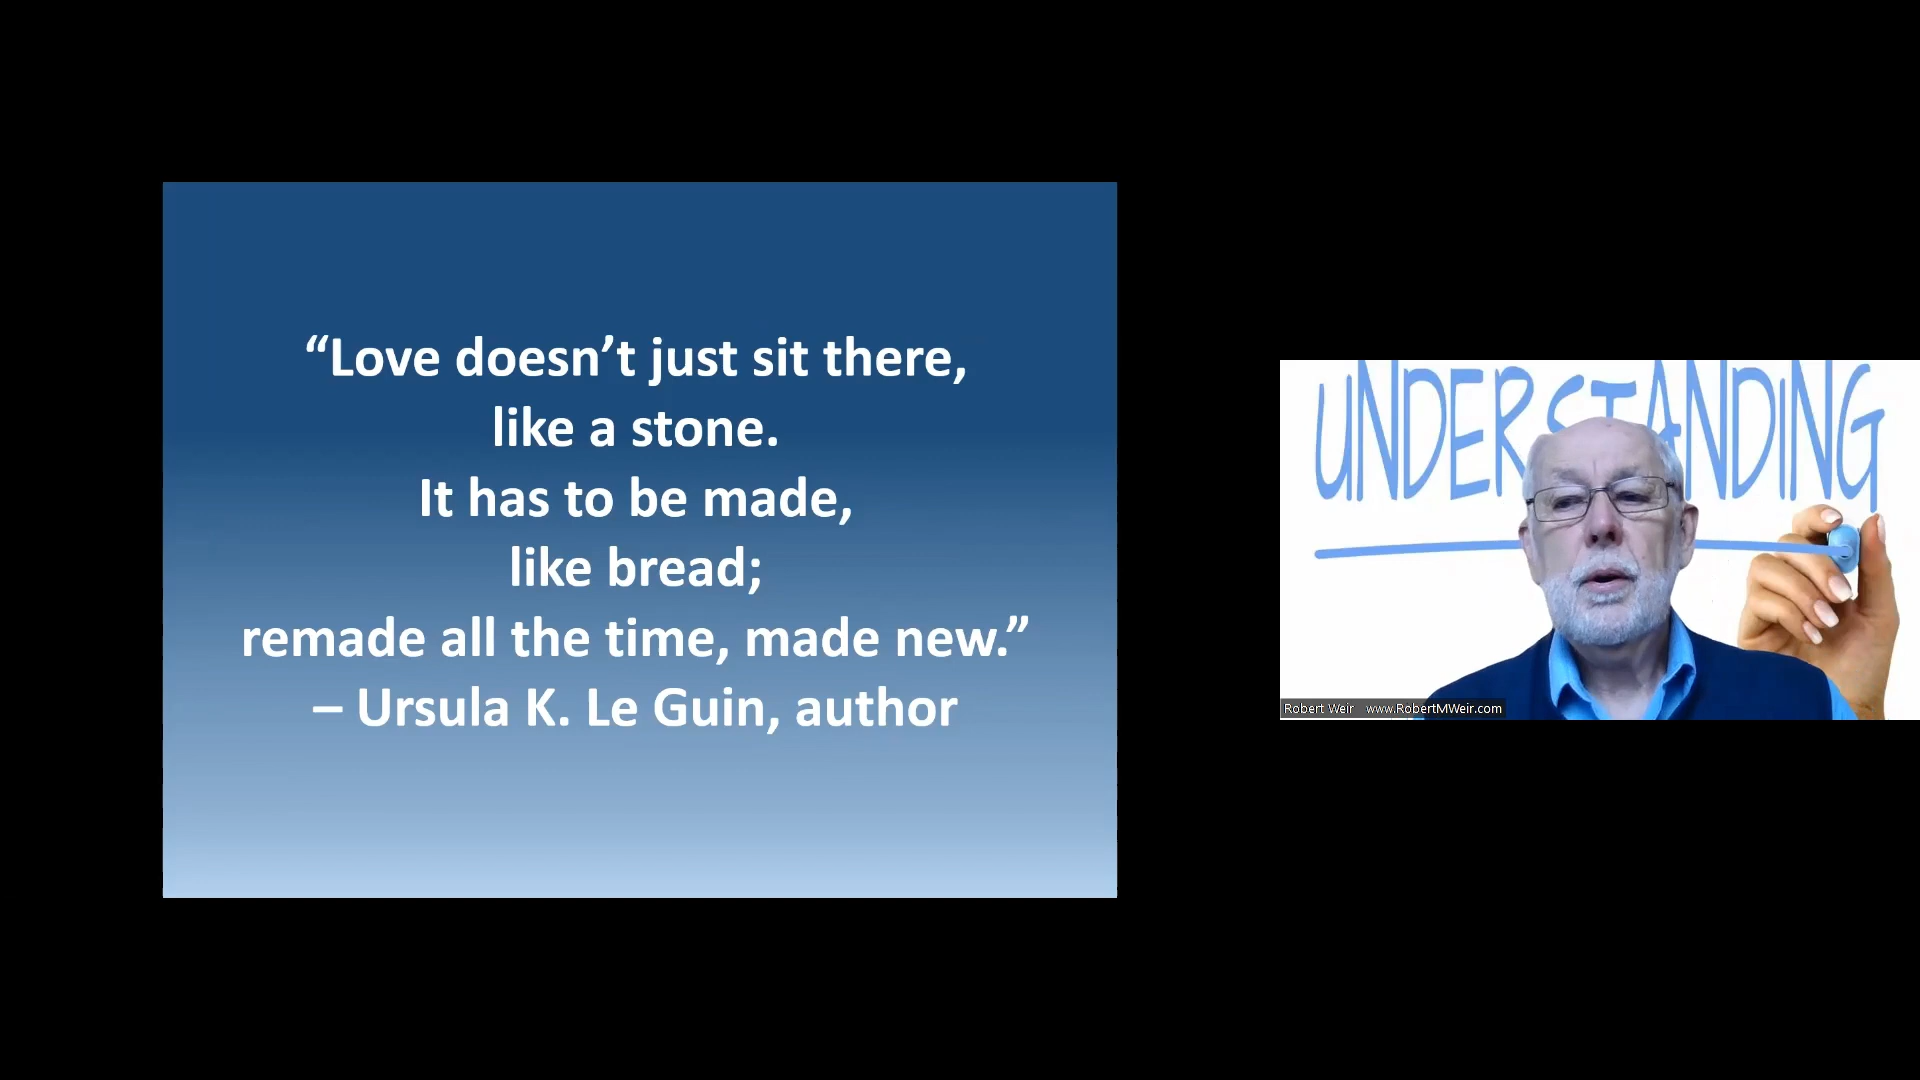 “Love doesn’t just sit there,
like a stone.
It has to be made,
like bread;
remade all the time, made new.”
– Ursula K. Le Guin, author
UNDERSTANDING
Robert Weir www.RobertMWeir.com